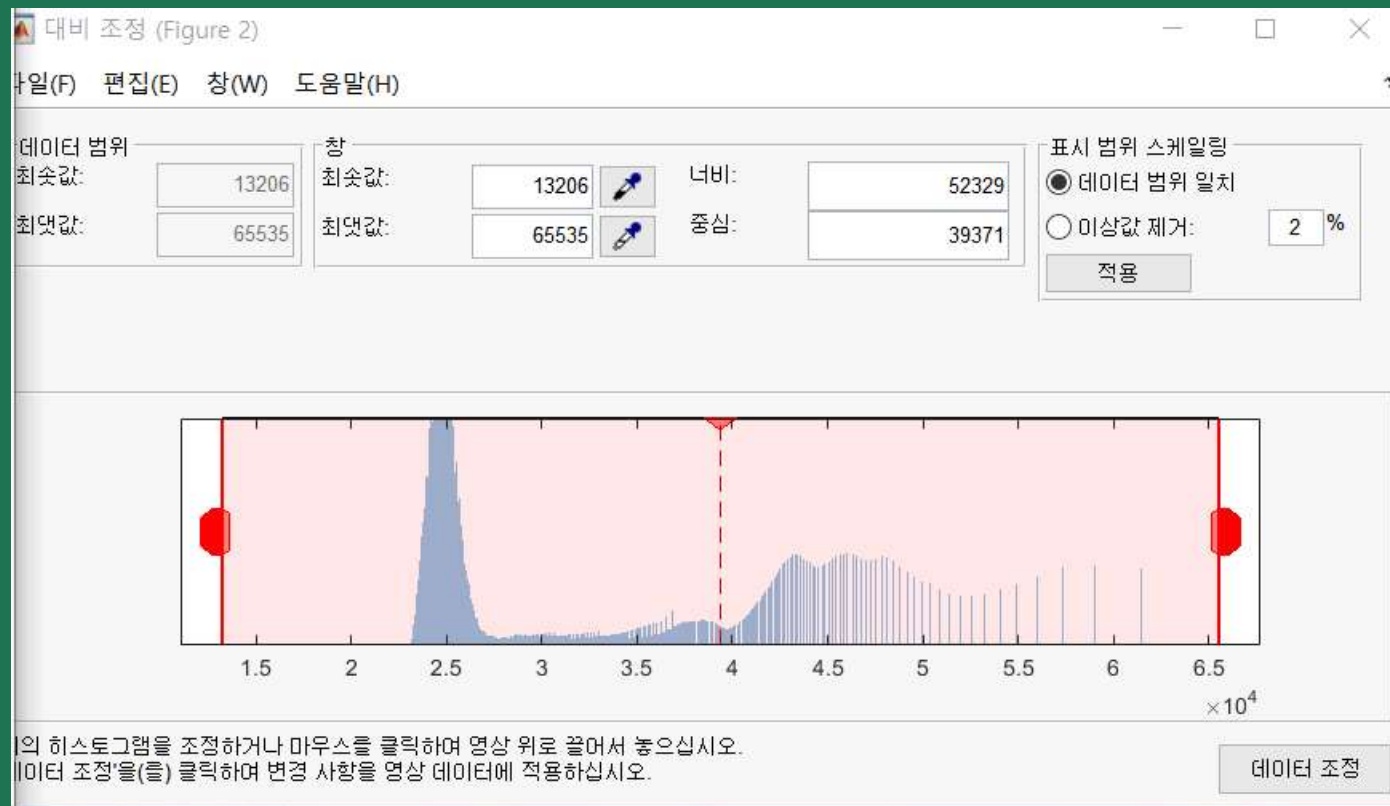 대비 조정 (Figure 2)
파일(F) 편집(E) 창(W) 도움말(H)
데이터 범위
최솟값: 13206
최댓값: 65535
창
최솟값: 13206
최댓값: 65535
너비: 52329
중심: 39371
표시 범위 스케일링
데이터 범위 일치
이상값 제거: 2 %
적용
1.5 2 2.5 3 3.5 4 4.5 5 5.5 6 6.5
×10⁴
의 히스토그램을 조정하거나 마우스를 클릭하여 영상 위로 끌어서 놓으십시오.
데이터 조정'을(를) 클릭하여 변경 사항을 영상 데이터에 적용하십시오.
데이터 조정